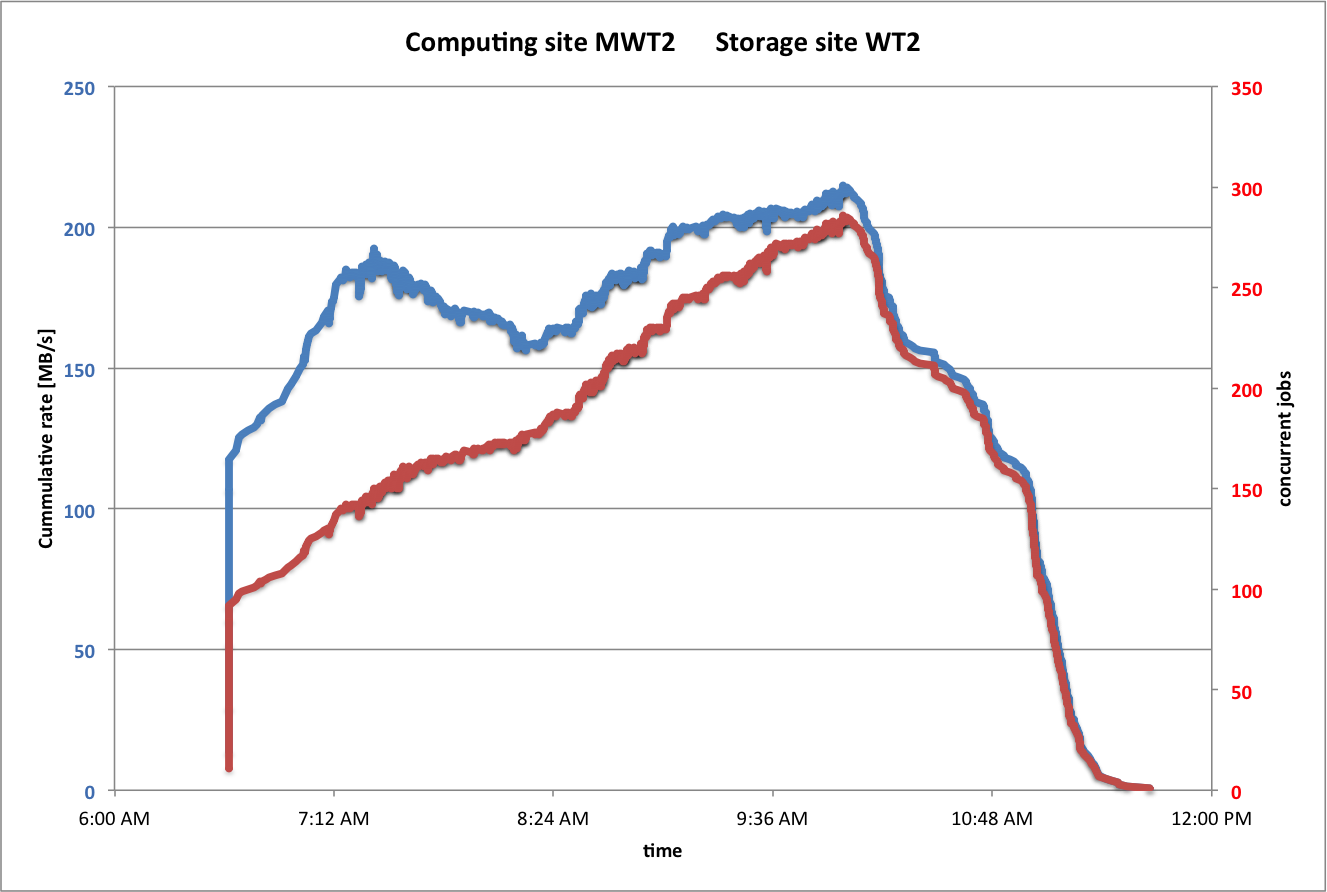 Computing site MWT2 Storage site WT2
250
200
150
100
50
0
Cummulative rate [MB/s]
350
300
250
200
150
100
50
0
concurrent jobs
6:00 AM 7:12 AM 8:24 AM 9:36 AM 10:48 AM 12:00 PM
time